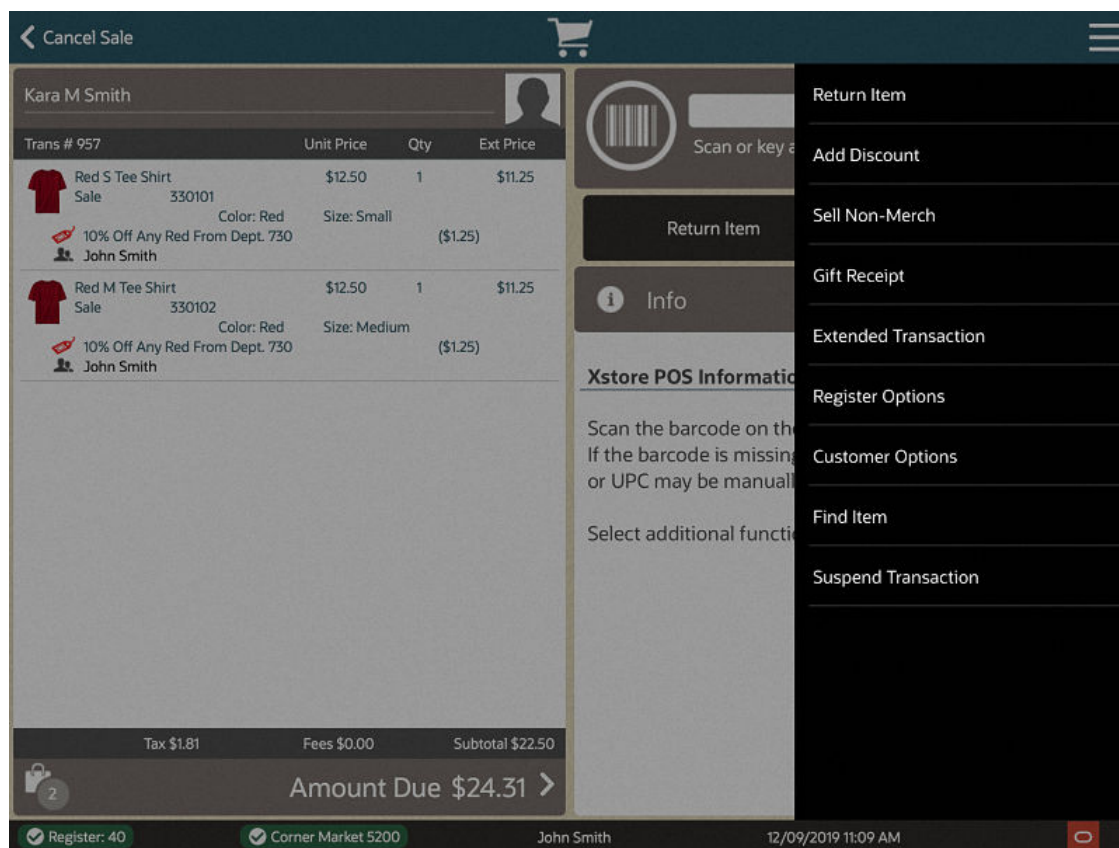 Cancel Sale
Kara M Smith
Trans # 957 Unit Price Qty Ext Price
Red S Tee Shirt $12.50 1 $11.25
Sale 330101
Color: Red Size: Small
10% Off Any Red From Dept. 730 ($1.25)
John Smith
Red M Tee Shirt $12.50 1 $11.25
Sale 330102
Color: Red Size: Medium
10% Off Any Red From Dept. 730 ($1.25)
John Smith
Tax $1.81 Fees $0.00 Subtotal $22.50
2 Amount Due $24.31
Scan or key a
Return Item
Info
Xstore POS Informatio
Scan the barcode on the
If the barcode is missing
or UPC may be manuall
Select additional functio
Return Item
Add Discount
Sell Non-Merch
Gift Receipt
Extended Transaction
Register Options
Customer Options
Find Item
Suspend Transaction
Register: 40 Corner Market 5200 John Smith 12/09/2019 11:09 AM